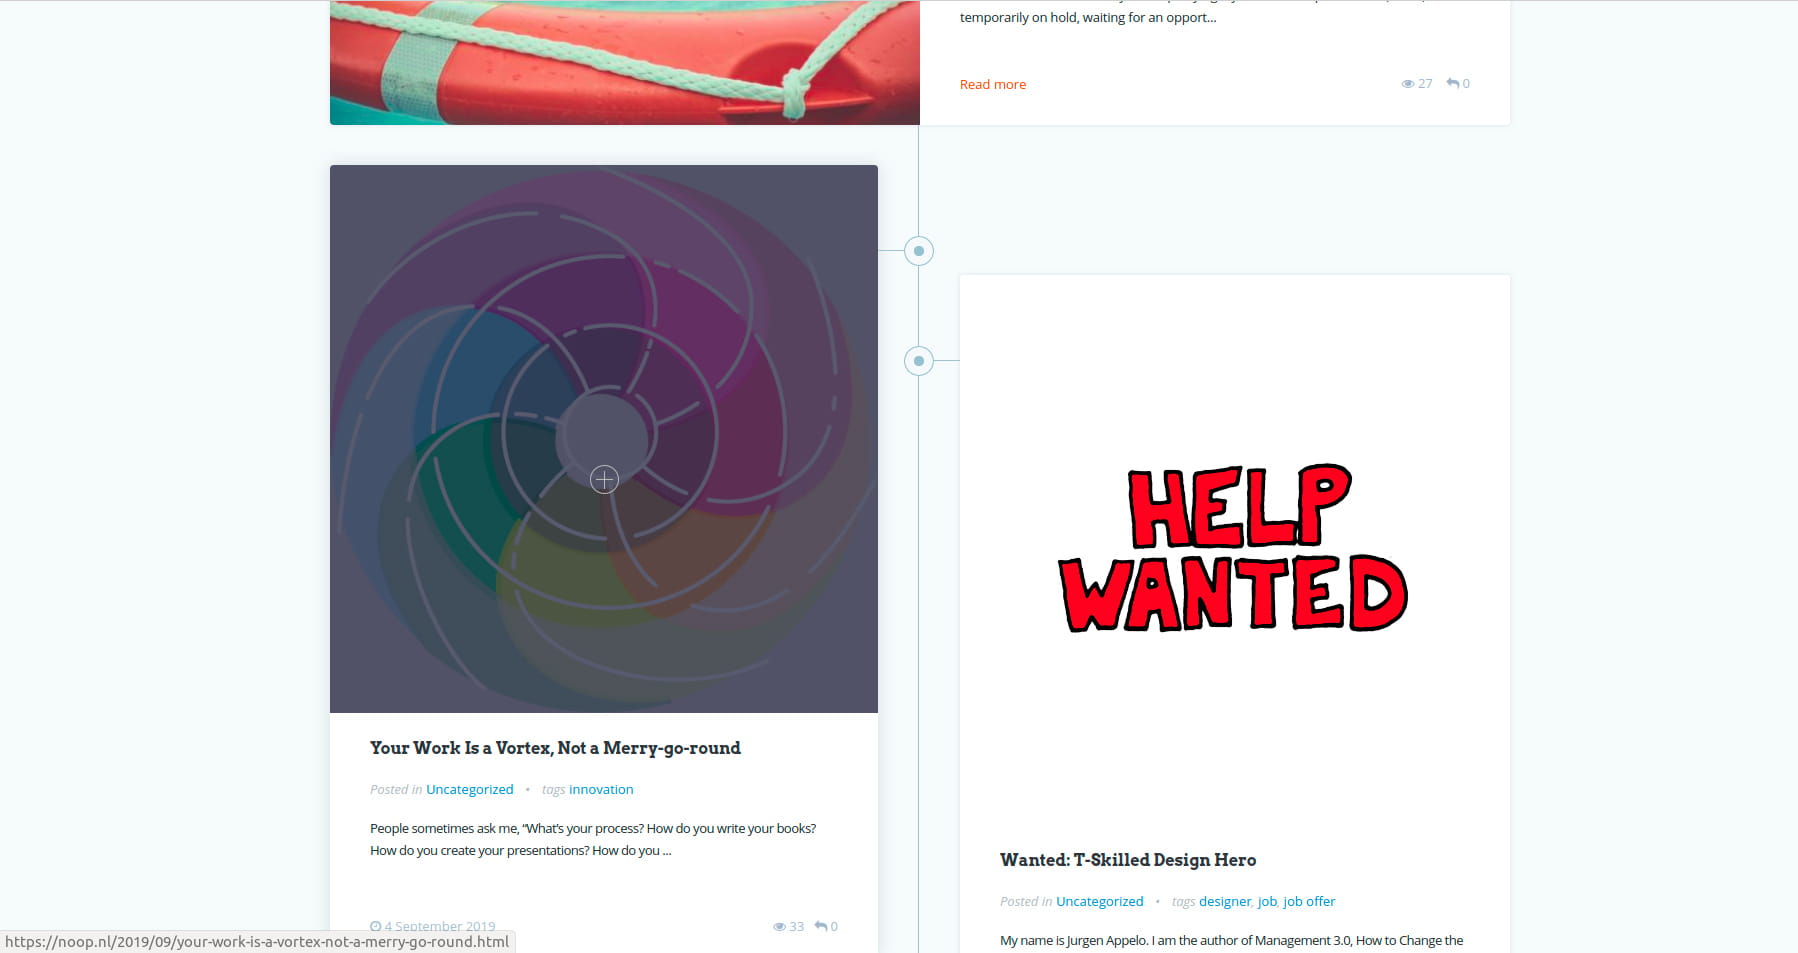 temporarily on hold, waiting for an opport...
Read more
27
0
HELP
WANTED
Your Work Is a Vortex, Not a Merry-go-round
Posted in Uncategorized • tags innovation
People sometimes ask me, “What's your process? How do you write your books?
How do you create your presentations? How do you ...
4 September 2019
33
0
Wanted: T-Skilled Design Hero
Posted in Uncategorized • tags designer, job, job offer
My name is Jurgen Appelo. I am the author of Management 3.0, How to Change the
https://noop.nl/2019/09/your-work-is-a-vortex-not-a-merry-go-round.html